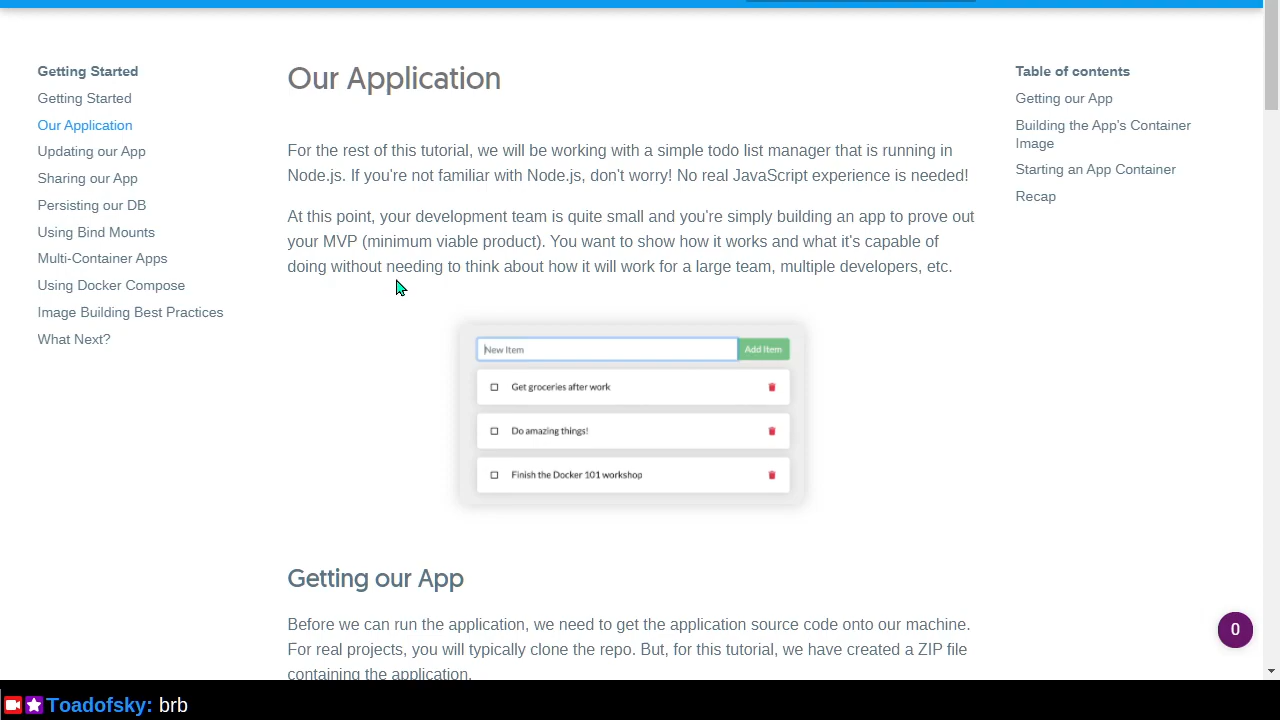 Getting Started
Getting Started
Our Application
Updating our App
Sharing our App
Persisting our DB
Using Bind Mounts
Multi-Container Apps
Using Docker Compose
Image Building Best Practices
What Next?
Our Application
For the rest of this tutorial, we will be working with a simple todo list manager that is running in
Node.js. If you're not familiar with Node.js, don't worry! No real JavaScript experience is needed!
At this point, your development team is quite small and you're simply building an app to prove out
your MVP (minimum viable product). You want to show how it works and what it's capable of
doing without needing to think about how it will work for a large team, multiple developers, etc.
New Item
Add Item
Get groceries after work
Do amazing things!
Finish the Docker 101 workshop
Getting our App
Before we can run the application, we need to get the application source code onto our machine.
For real projects, you will typically clone the repo. But, for this tutorial, we have created a ZIP file
containing the application.
Table of contents
Getting our App
Building the App's Container
Image
Starting an App Container
Recap
0
Toadofsky: brb